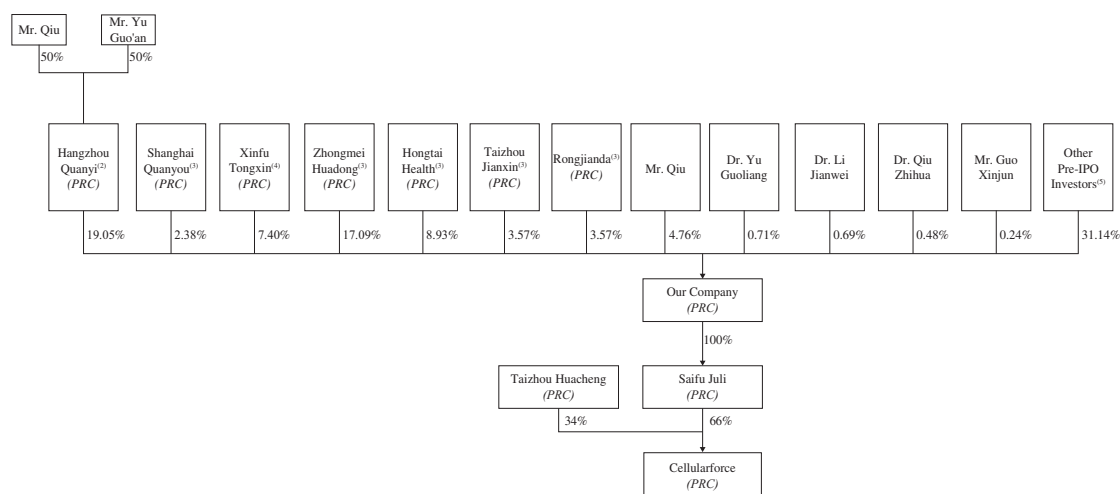 Mr. Qiu
Mr. Yu
Guo'an
50%
50%
Hangzhou
Quanyi(2)
(PRC)
Shanghai
Quanyou(3)
(PRC)
Xinfu
Tongxin(4)
(PRC)
Zhongmei
Huadong(3)
(PRC)
Hongtai
Health(3)
(PRC)
Taizhou
Jianxin(3)
(PRC)
Rongjianda(3)
(PRC)
Mr. Qiu
Dr. Yu
Guoliang
Dr. Li
Jianwei
Dr. Qiu
Zhihua
Mr. Guo
Xinjun
Other
Pre-IPO
Investors(5)
19.05%
2.38%
7.40%
17.09%
8.93%
3.57%
3.57%
4.76%
0.71%
0.69%
0.48%
0.24%
31.14%
Our Company
(PRC)
100%
Taizhou Huacheng
(PRC)
Saifu Juli
(PRC)
34%
66%
Cellularforce
(PRC)